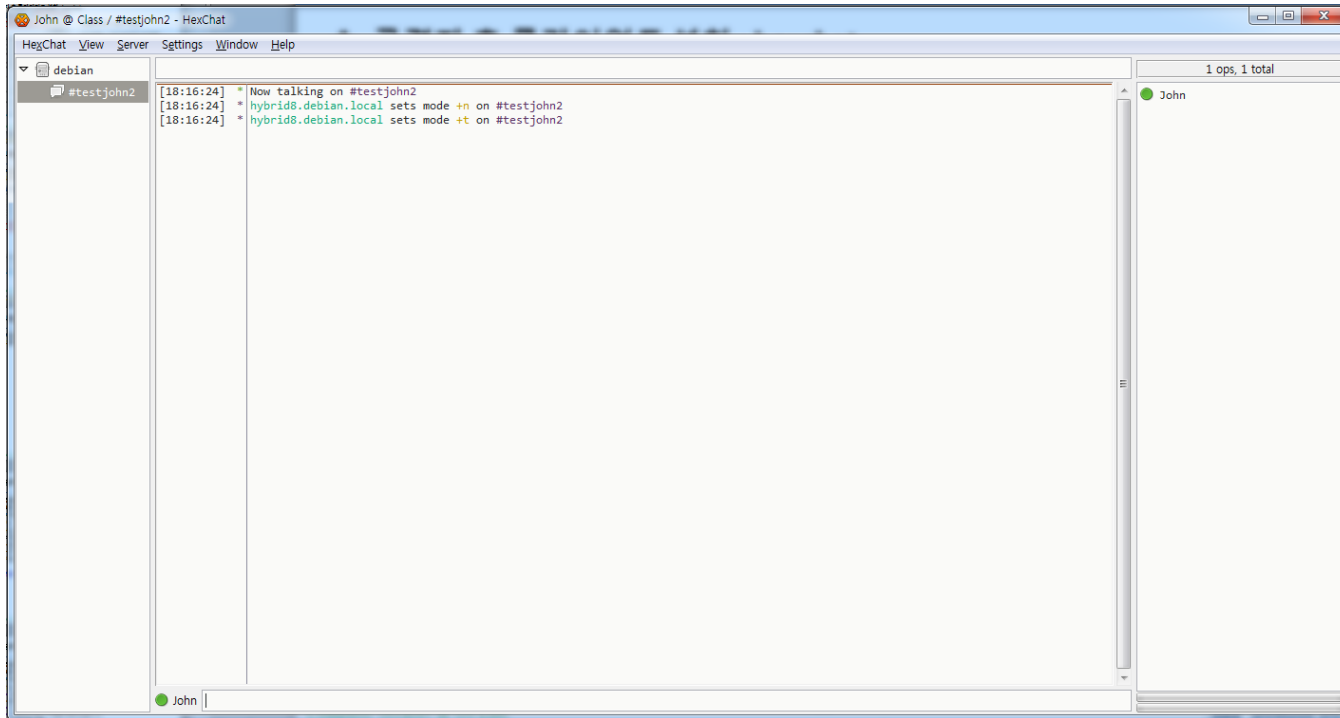 John @ Class / #testjohn2 - HexChat
HexChat View Server Settings Window Help
debian
#testjohn2
[18:16:24] * Now talking on #testjohn2
[18:16:24] * hybrid8.debian.local sets mode +n on #testjohn2
[18:16:24] * hybrid8.debian.local sets mode +t on #testjohn2
1 ops, 1 total
John
John